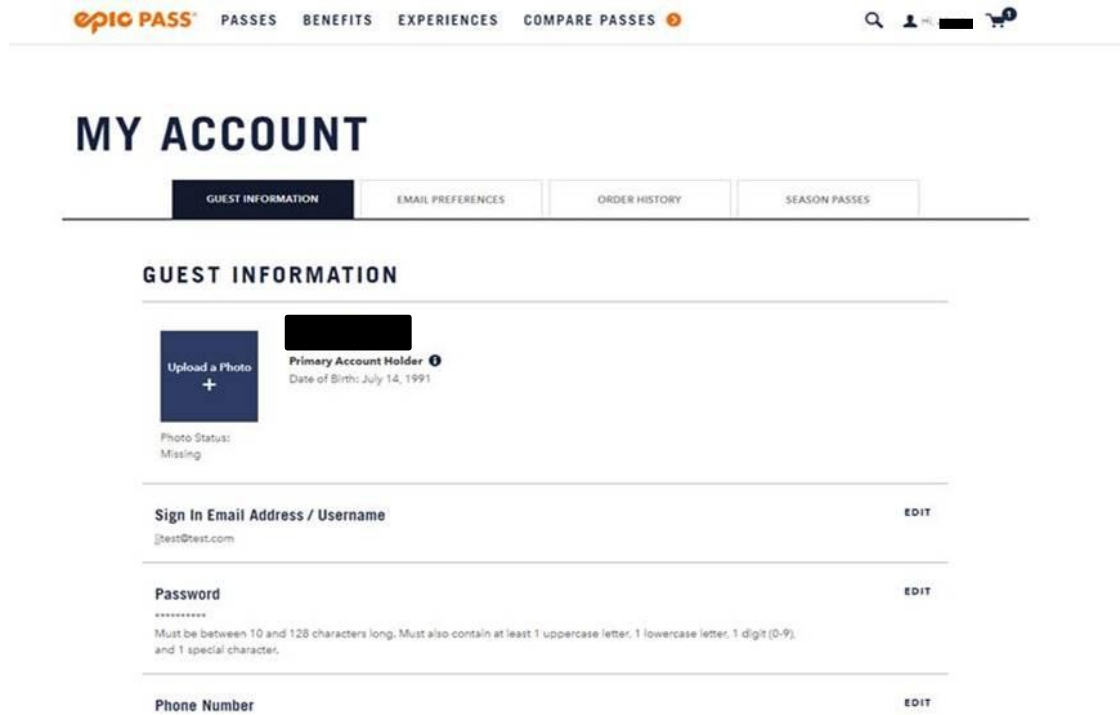 epic PASS PASSES BENEFITS EXPERIENCES COMPARE PASSES Hi, 1
MY ACCOUNT
GUEST INFORMATION EMAIL PREFERENCES ORDER HISTORY SEASON PASSES
GUEST INFORMATION
Upload a Photo
+
Primary Account Holder
Date of Birth: July 14, 1991
Photo Status:
Missing
Sign In Email Address / Username EDIT
jjtest@test.com
Password EDIT
**********
Must be between 10 and 128 characters long. Must also contain at least 1 uppercase letter, 1 lowercase letter, 1 digit (0-9),
and 1 special character.
Phone Number EDIT